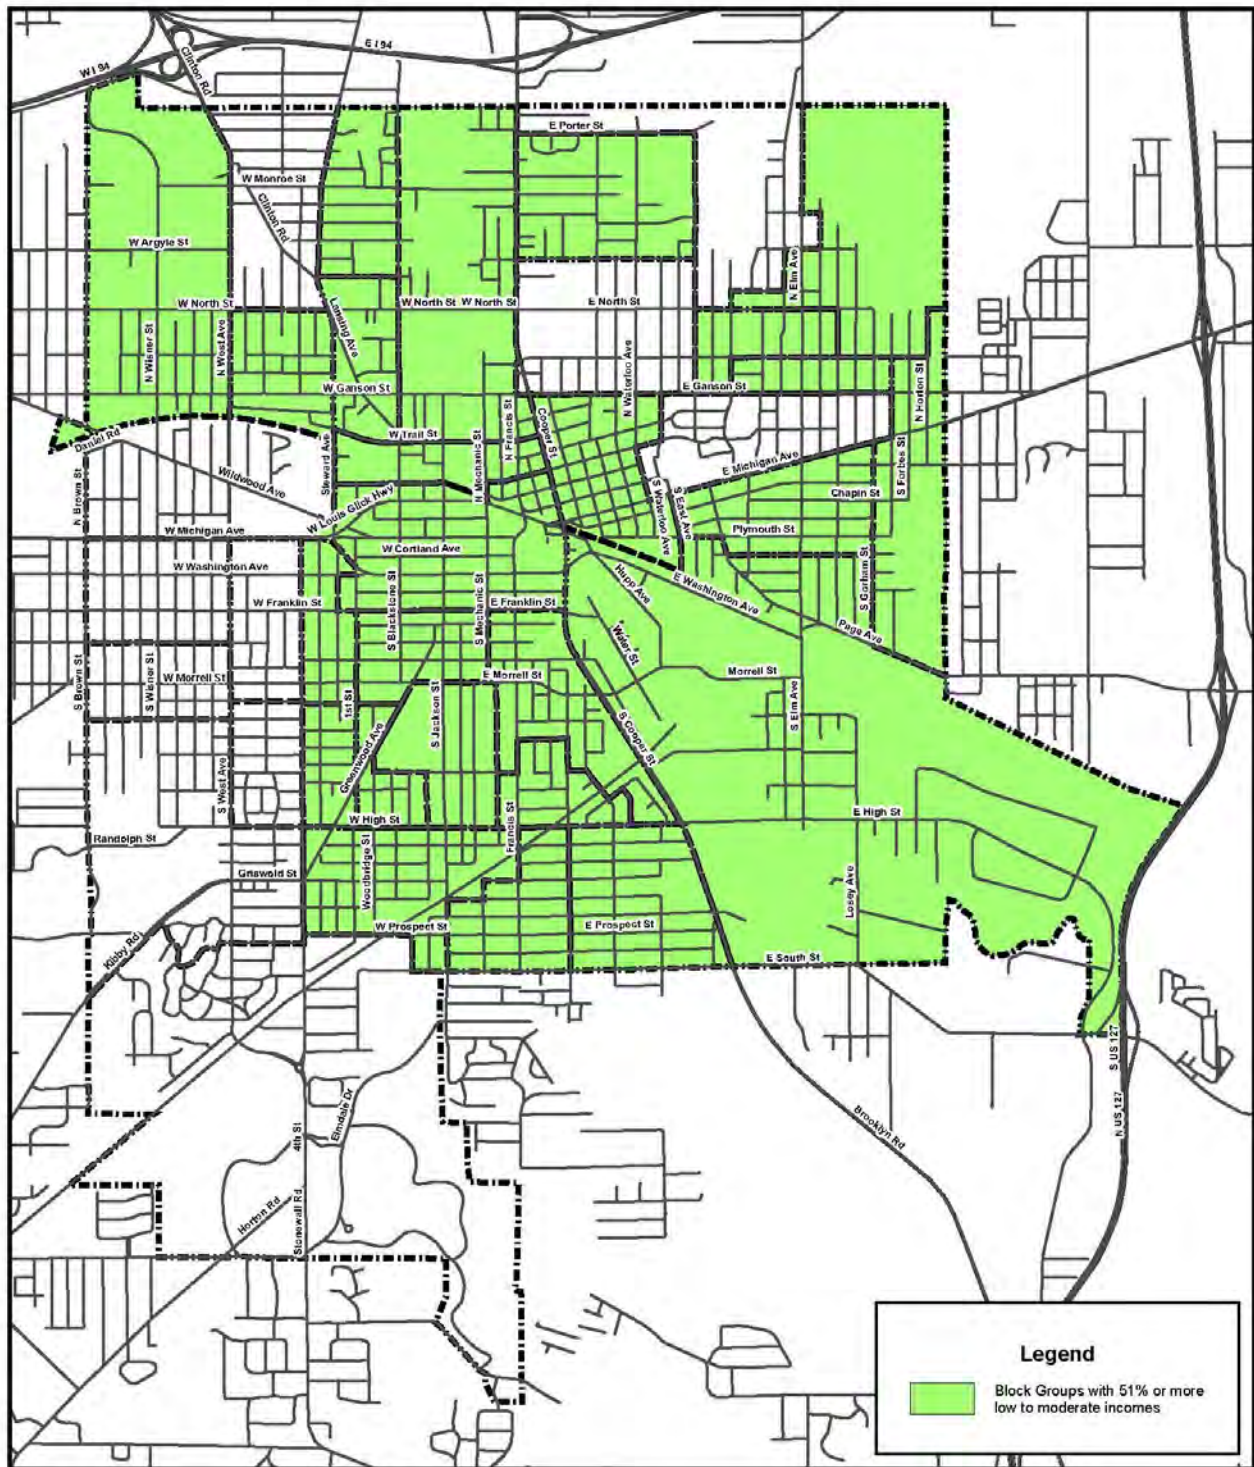 E I 94
W I 94
Clinton Rd
E Porter St
W Monroe St
Clinton Rd
W Argyle St
N Elm Ave
W North St
W North St
W North St
E North St
Lansing Ave
N Wisner St
N West Ave
N Waterloo Ave
W Ganson St
E Ganson St
N Horton St
N Francis St
Cooper St
W Trail St
Daniel Rd
Steward Ave
N Mechanic St
E Michigan Ave
S Forbes St
Wildwood Ave
N Brown St
W Louis Glick Hwy
S Waterloo Ave
S East Ave
Chapin St
Plymouth St
W Michigan Ave
W Cortland Ave
W Washington Ave
Hupp Ave
E Washington Ave
S Gorham St
W Franklin St
S Blackstone St
S Mechanic St
E Franklin St
Water St
Page Ave
S Brown St
S Wisner St
W Morrell St
E Morrell St
Morrell St
1st St
S Jackson St
S Elm Ave
Greenwood Ave
S Cooper St
S West Ave
W High St
Francis St
E High St
Randolph St
Griswold St
Woodbridge St
Losey Ave
W Prospect St
E Prospect St
Kibby Rd
E South St
S US 127
N US 127
Elmdale Dr
4th St
Brooklyn Rd
Horton Rd
Stonewall Rd
Legend
Block Groups with 51% or more
low to moderate incomes